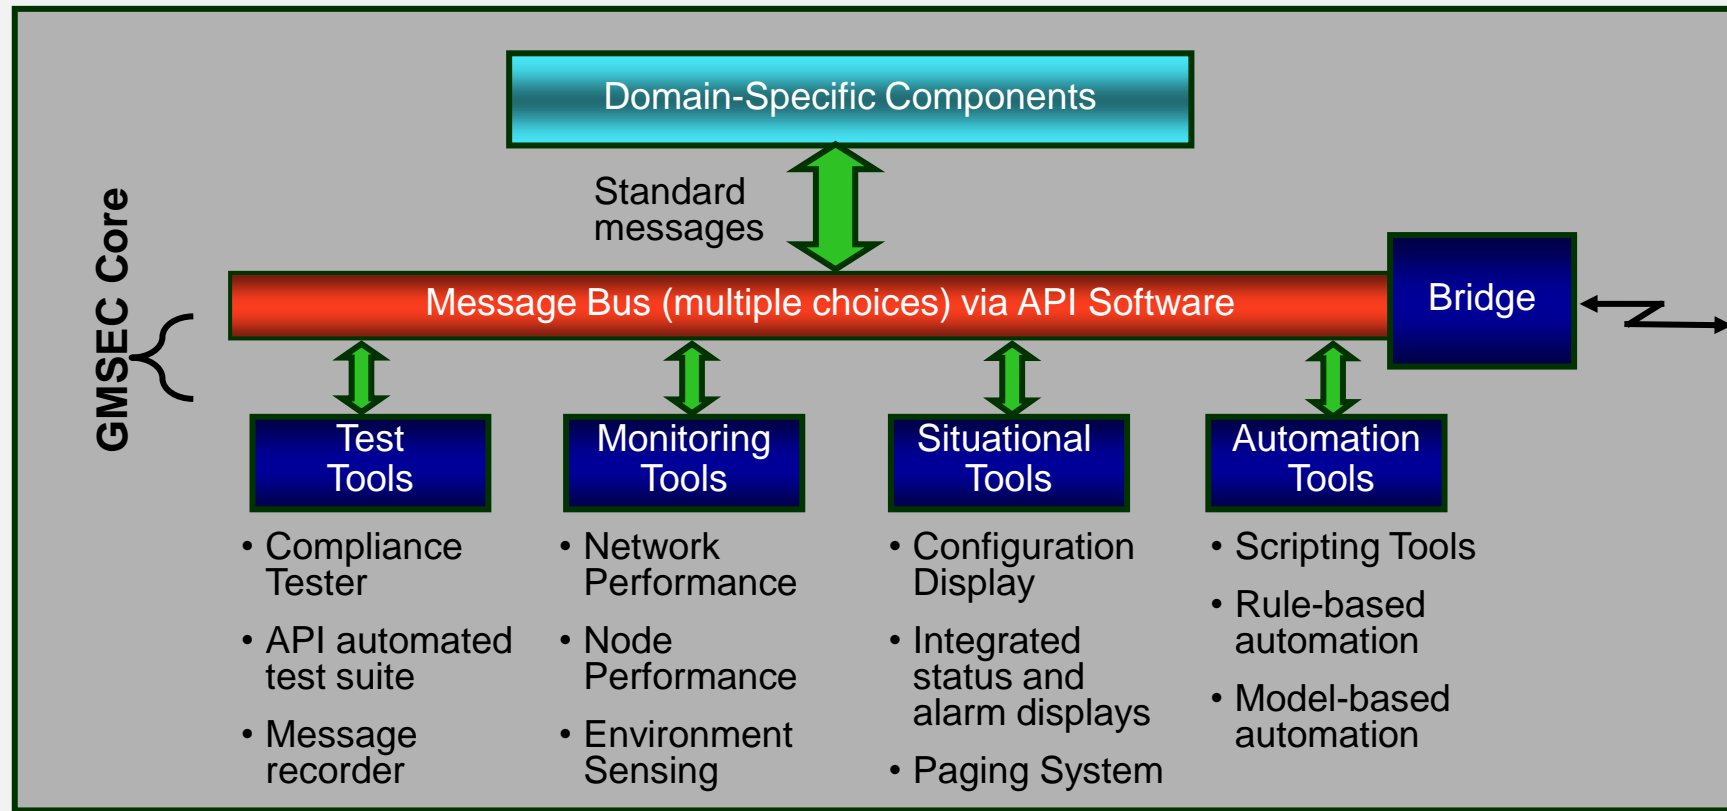 Domain-Specific Components
Standard
messages
GMSEC Core
Message Bus (multiple choices) via API Software
Bridge
Test
Tools
• Compliance
Tester
• API automated
test suite
• Message
recorder
Monitoring
Tools
• Network
Performance
• Node
Performance
• Environment
Sensing
Situational
Tools
• Configuration
Display
• Integrated
status and
alarm displays
• Paging System
Automation
Tools
• Scripting Tools
• Rule-based
automation
• Model-based
automation